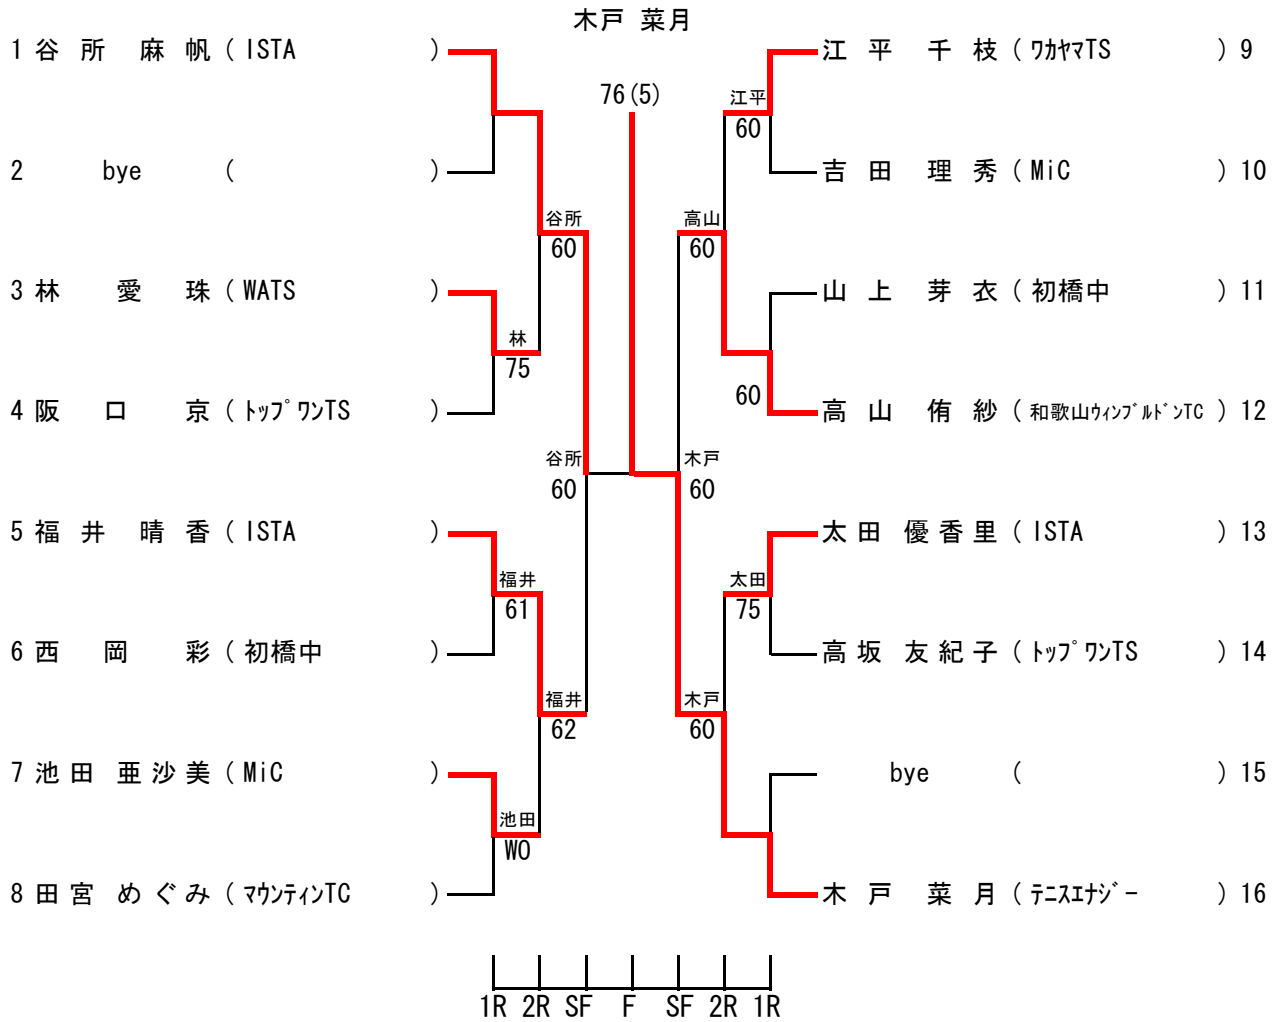 木戸 菜月
1 谷所 麻帆 ( ISTA )
江平 千枝 ( ﾜｶﾔﾏTS ) 9
76(5)
江平
60
2 bye ( )
吉田 理秀 ( MiC ) 10
谷所
60
高山
60
3 林 愛珠 ( WATS )
山上 芽衣 ( 初橋中 ) 11
林
75
4 阪口 京 ( ﾄｯﾌﾟﾜﾝTS )
60
高山 侑紗 ( 和歌山ｳｨﾝﾌﾞﾙﾄﾞﾝTC ) 12
谷所
60
木戸
60
5 福井 晴香 ( ISTA )
太田 優香里 ( ISTA ) 13
福井
61
太田
75
6 西岡 彩 ( 初橋中 )
高坂 友紀子 ( ﾄｯﾌﾟﾜﾝTS ) 14
福井
62
木戸
60
7 池田 亜沙美 ( MiC )
bye ( ) 15
池田
WO
8 田宮 めぐみ ( ﾏｳﾝﾃｨﾝTC )
木戸 菜月 ( ﾃﾆｽｴﾅｼﾞｰ ) 16
1R 2R SF F SF 2R 1R